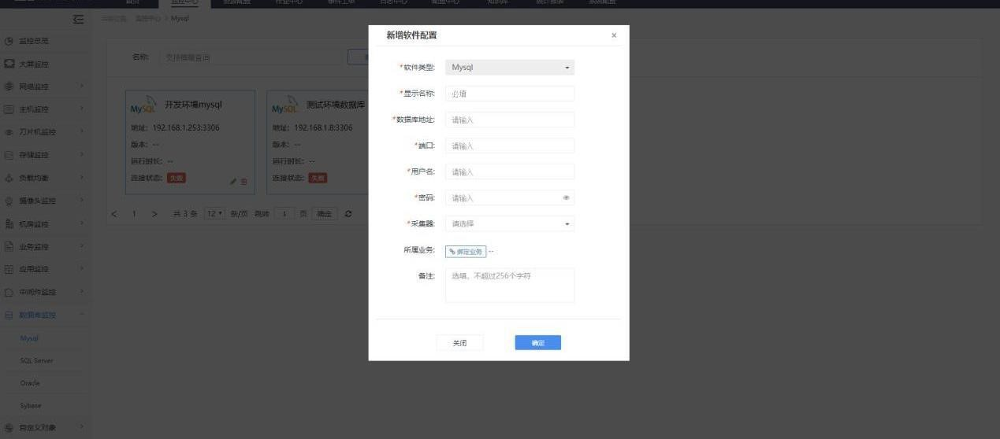 首页 监控中心 资源配置 作业中心 事件工单 日志中心 配置中心 知识库 统计报表 系统配置
当前位置: 监控中心 > Mysql
监控总览
大屏监控
网络监控
主机监控
刀片机监控
存储监控
负载均衡
摄像头监控
机房监控
业务监控
应用监控
中间件监控
数据库监控
Mysql
SQL Server
Oracle
Sybase
自定义对象
名称: 支持模糊查询
MySQL 开发环境mysql
地址: 192.168.1.253:3306
版本: --
运行时长: --
连接状态: 失败
MySQL 测试环境数据库
地址: 192.168.1.8:3306
版本: --
运行时长: --
连接状态: 失败
< 1 > 共 3 条 12 条/页 跳转 1 页 确定
新增软件配置 ×
*软件类型: Mysql
*显示名称: 必填
*数据库地址: 请输入
*端口: 请输入
*用户名: 请输入
*密码: 请输入
*采集器: 请选择
所属业务: 绑定业务 --
备注: 选填，不超过256个字符
关闭 确定